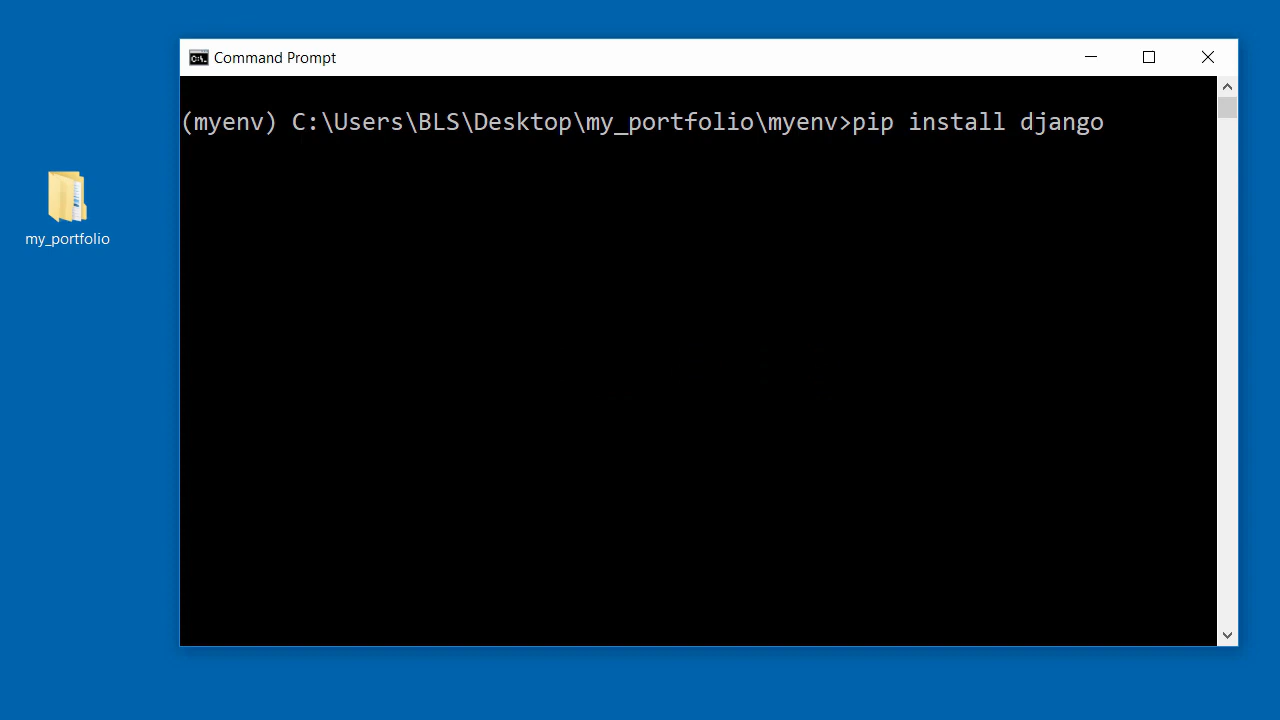 Command Prompt
(myenv) C:\Users\BLS\Desktop\my_portfolio\myenv>pip install django
my_portfolio